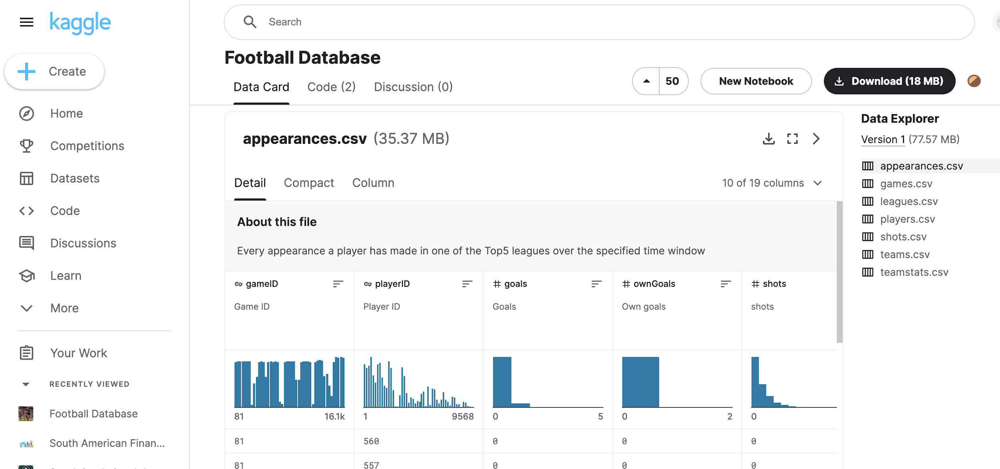 kaggle
Search
Create
Home
Competitions
Datasets
Code
Discussions
Learn
More
Your Work
RECENTLY VIEWED
Football Database
South American Finan...
Football Database
Data Card Code (2) Discussion (0)
50
New Notebook
Download (18 MB)
appearances.csv (35.37 MB)
Detail Compact Column
10 of 19 columns
About this file
Every appearance a player has made in one of the Top5 leagues over the specified time window
gameID playerID # goals # ownGoals # shots
Game ID Player ID Goals Own goals shots
81 16.1k 1 9568 0 5 0 2 0
81 560 0 0 0
81 557 0 0 0
Data Explorer
Version 1 (77.57 MB)
appearances.csv
games.csv
leagues.csv
players.csv
shots.csv
teams.csv
teamstats.csv